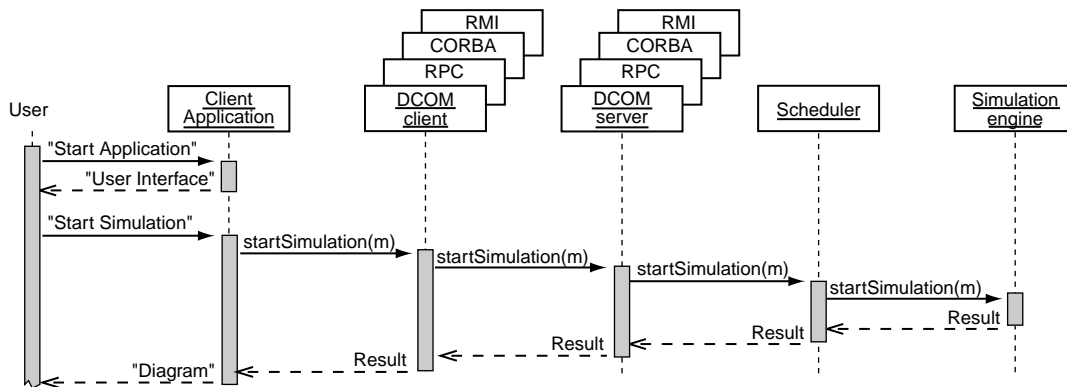 RMI
CORBA
RPC
DCOM
client
RMI
CORBA
RPC
DCOM
server
User
Client
Application
Scheduler
Simulation
engine
"Start Application"
"User Interface"
"Start Simulation"
startSimulation(m)
startSimulation(m)
startSimulation(m)
startSimulation(m)
Result
Result
Result
Result
"Diagram"